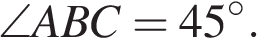 ∠ABC = 45°.